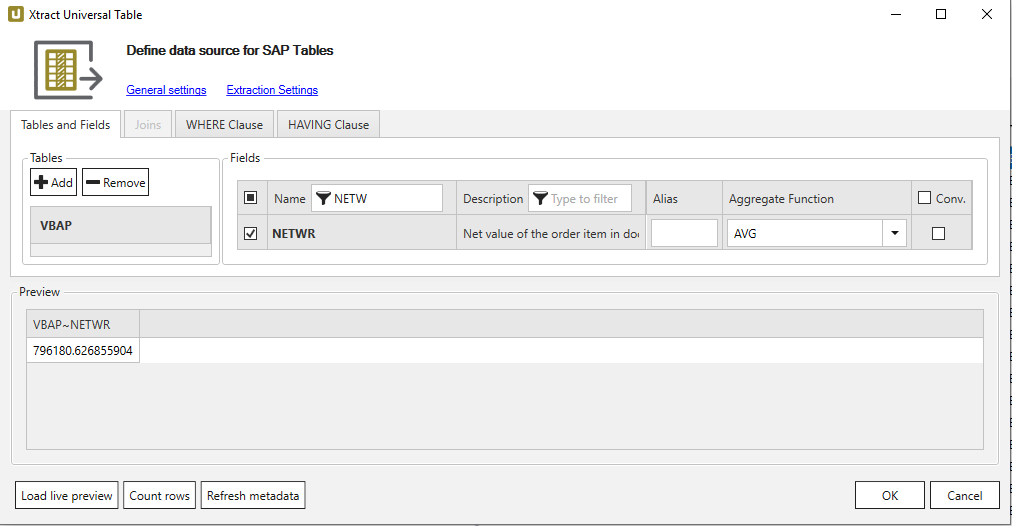 Xtract Universal Table
Define data source for SAP Tables
General settings Extraction Settings
Tables and Fields Joins WHERE Clause HAVING Clause
Tables
Add Remove
VBAP
Fields
Name NETW Description Type to filter Alias Aggregate Function Conv.
NETWR Net value of the order item in do AVG
Preview
VBAP~NETWR
796180.626855904
Load live preview Count rows Refresh metadata OK Cancel